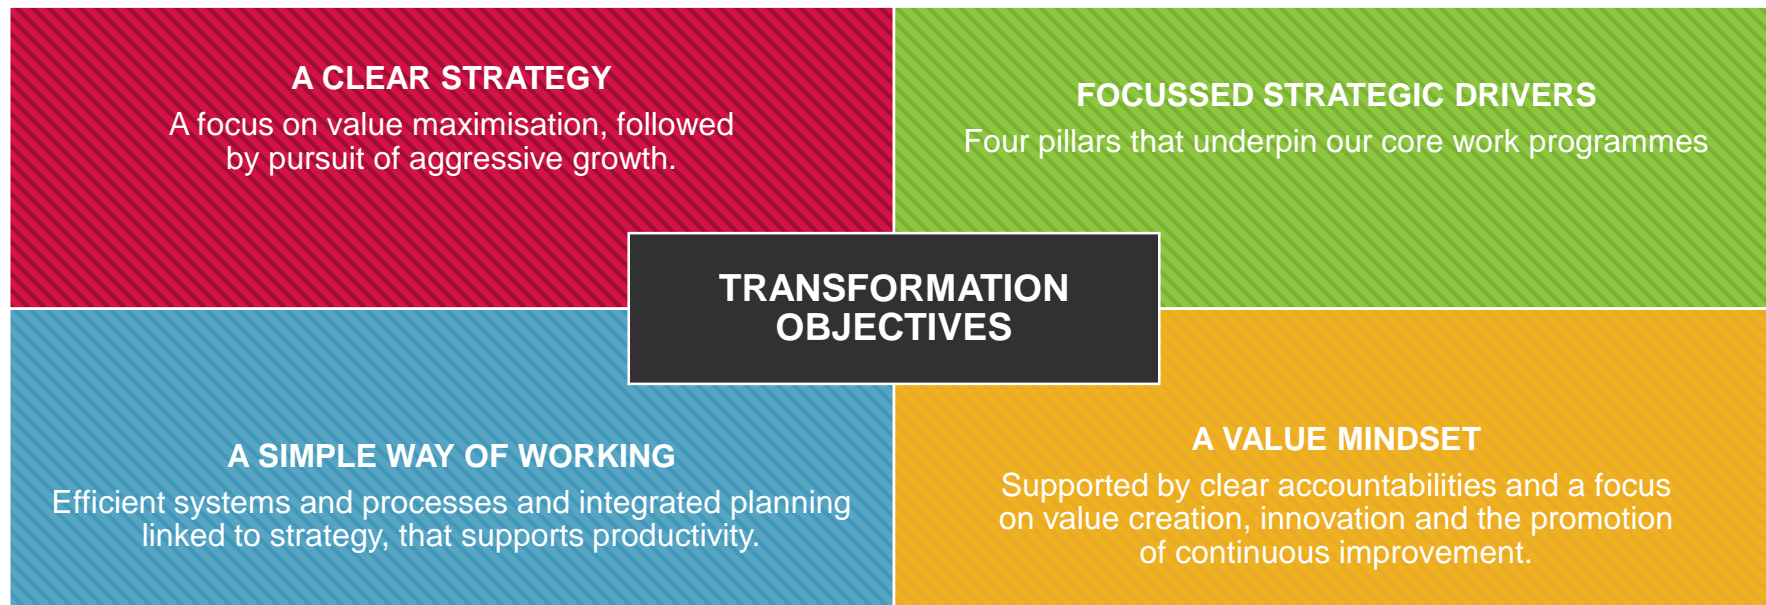 A CLEAR STRATEGY
A focus on value maximisation, followed
by pursuit of aggressive growth.
FOCUSSED STRATEGIC DRIVERS
Four pillars that underpin our core work programmes
TRANSFORMATION
OBJECTIVES
A SIMPLE WAY OF WORKING
Efficient systems and processes and integrated planning
linked to strategy, that supports productivity.
A VALUE MINDSET
Supported by clear accountabilities and a focus
on value creation, innovation and the promotion
of continuous improvement.